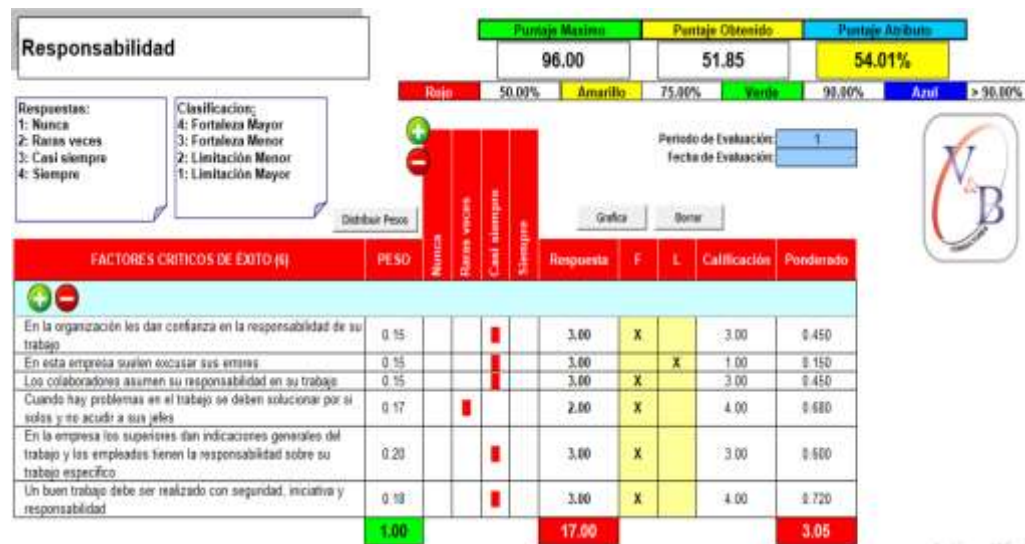 Responsabilidad
Puntaje Maximo Puntaje Obtenido Puntaje Atributo
96.00 51.85 54.01%
Rojo 50.00% Amarillo 75.00% Verde 90.00% Azul > 90.00%
Respuestas:
1: Nunca
2: Raras veces
3: Casi siempre
4: Siempre
Clasificacion:
4: Fortaleza Mayor
3: Fortaleza Menor
2: Limitación Menor
1: Limitación Mayor
Periodo de Evaluación: 1
Fecha de Evaluación:
Distribuir Pesos
Grafica Borrar
V&B
FACTORES CRITICOS DE ÉXITO (6) PESO Nunca Raras veces Casi siempre Siempre Respuesta F L Calificación Ponderado
En la organización les dan confianza en la responsabilidad de su
trabajo 0.15 3.00 X 3.00 0.450
En esta empresa suelen excusar sus errores 0.15 3.00 X 1.00 0.150
Los colaboradores asumen su responsabilidad en su trabajo 0.15 3.00 X 3.00 0.450
Cuando hay problemas en el trabajo se deben solucionar por si
solos y no acudir a sus jefes 0.17 2.00 X 4.00 0.680
En la empresa los superiores dan indicaciones generales del
trabajo y los empleados tienen la responsabilidad sobre su
trabajo especifico 0.20 3.00 X 3.00 0.600
Un buen trabajo debe ser realizado con seguridad, iniciativa y
responsabilidad 0.18 3.00 X 4.00 0.720
1.00 17.00 3.05